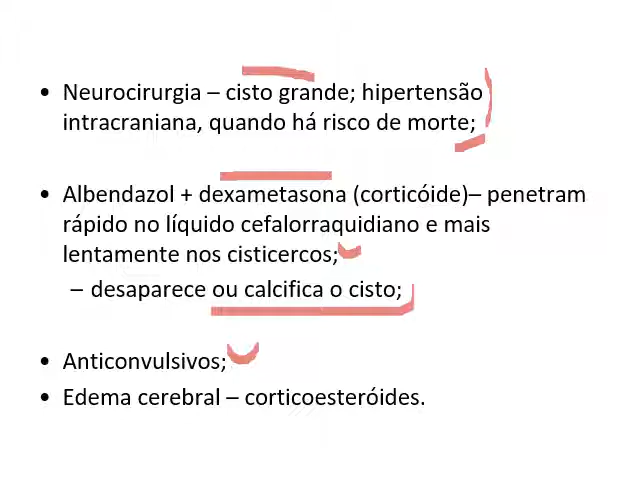 • Neurocirurgia – cisto grande; hipertensão
intracraniana, quando há risco de morte;
• Albendazol + dexametasona (corticóide)– penetram
rápido no líquido cefalorraquidiano e mais
lentamente nos cisticercos;
– desaparece ou calcifica o cisto;
• Anticonvulsivos;
• Edema cerebral – corticoesteróides.